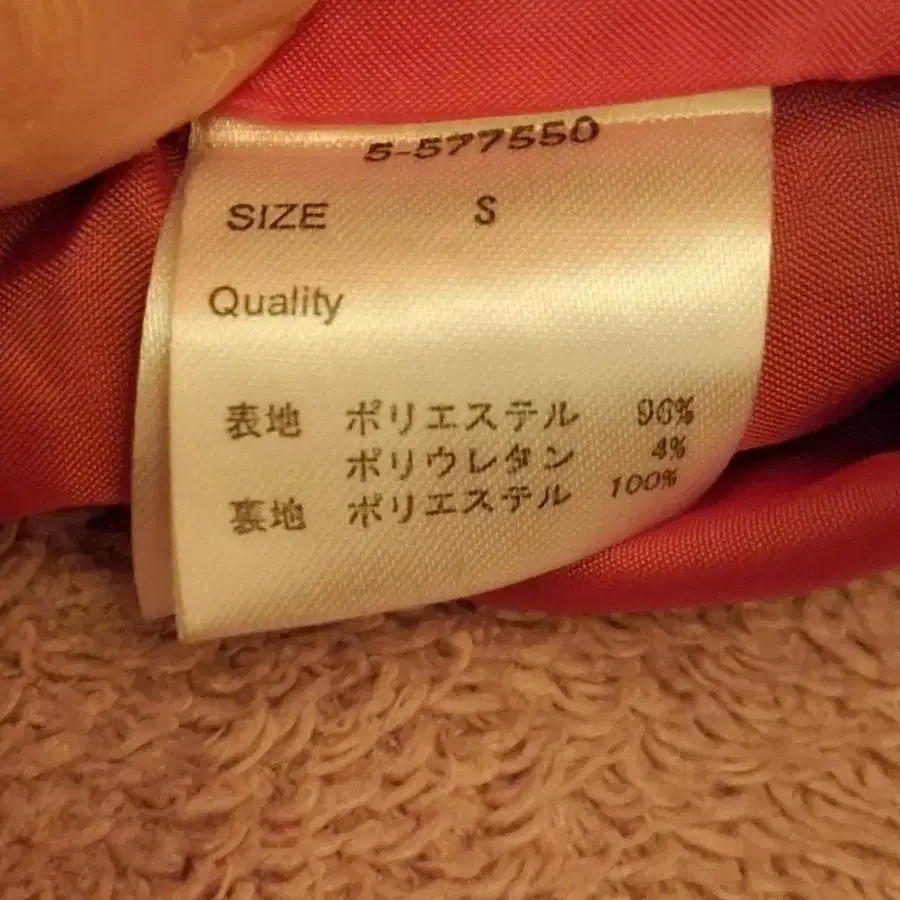 5-577550
SIZE S
Quality
表地 ポリエステル 96%
ポリウレタン 4%
裏地 ポリエステル 100%